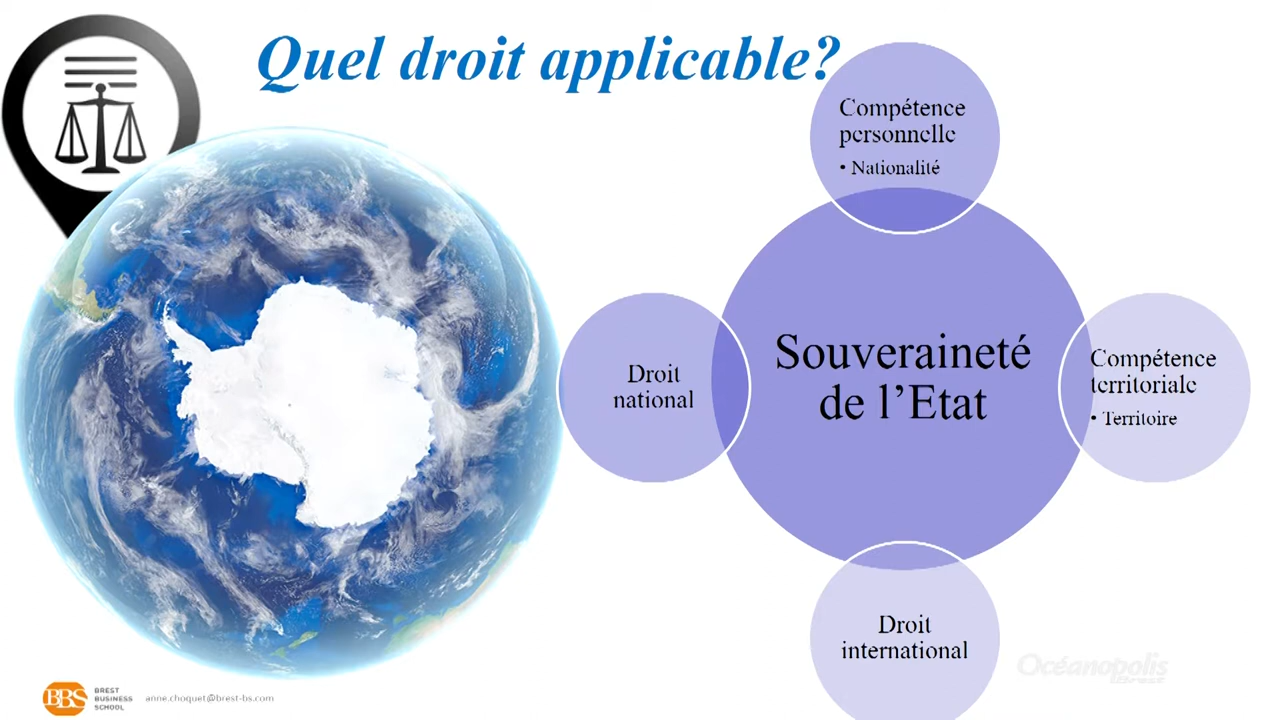 Quel droit applicable?
Compétence
personnelle
• Nationalité
Souveraineté
de l’Etat
Droit
national
Compétence
territoriale
• Territoire
Droit
international
BBS
BREST
BUSINESS
SCHOOL
anne.choquet@brest-bs.com
Océanopolis
Brest